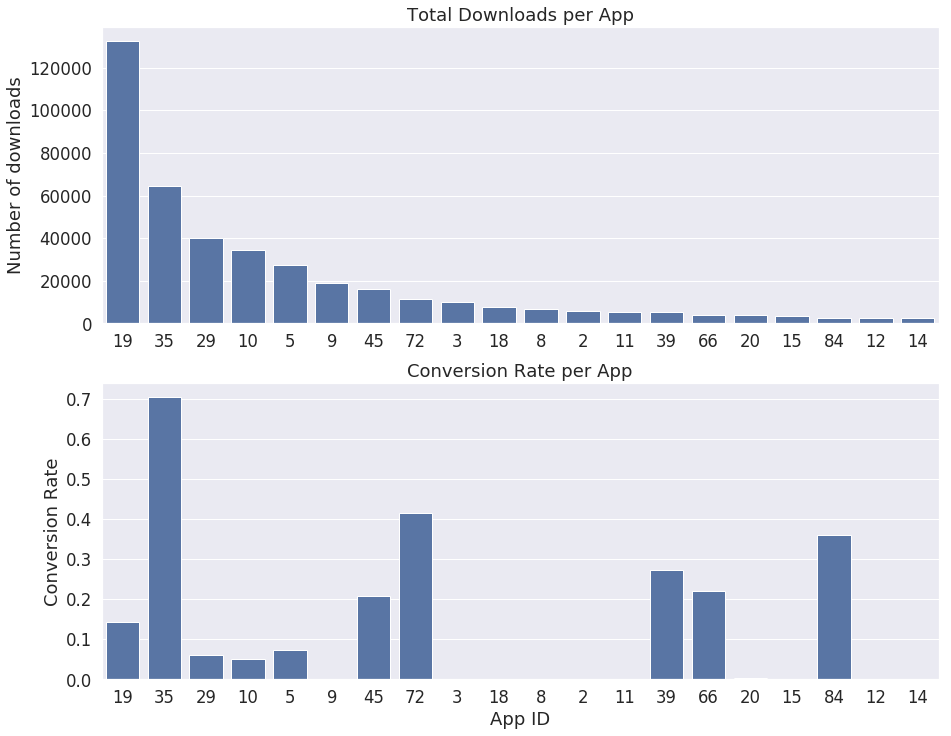 Total Downloads per App
Number of downloads
120000
100000
80000
60000
40000
20000
0
19 35 29 10 5 9 45 72 3 18 8 2 11 39 66 20 15 84 12 14
Conversion Rate per App
Conversion Rate
0.7
0.6
0.5
0.4
0.3
0.2
0.1
0.0
19 35 29 10 5 9 45 72 3 18 8 2 11 39 66 20 15 84 12 14
App ID